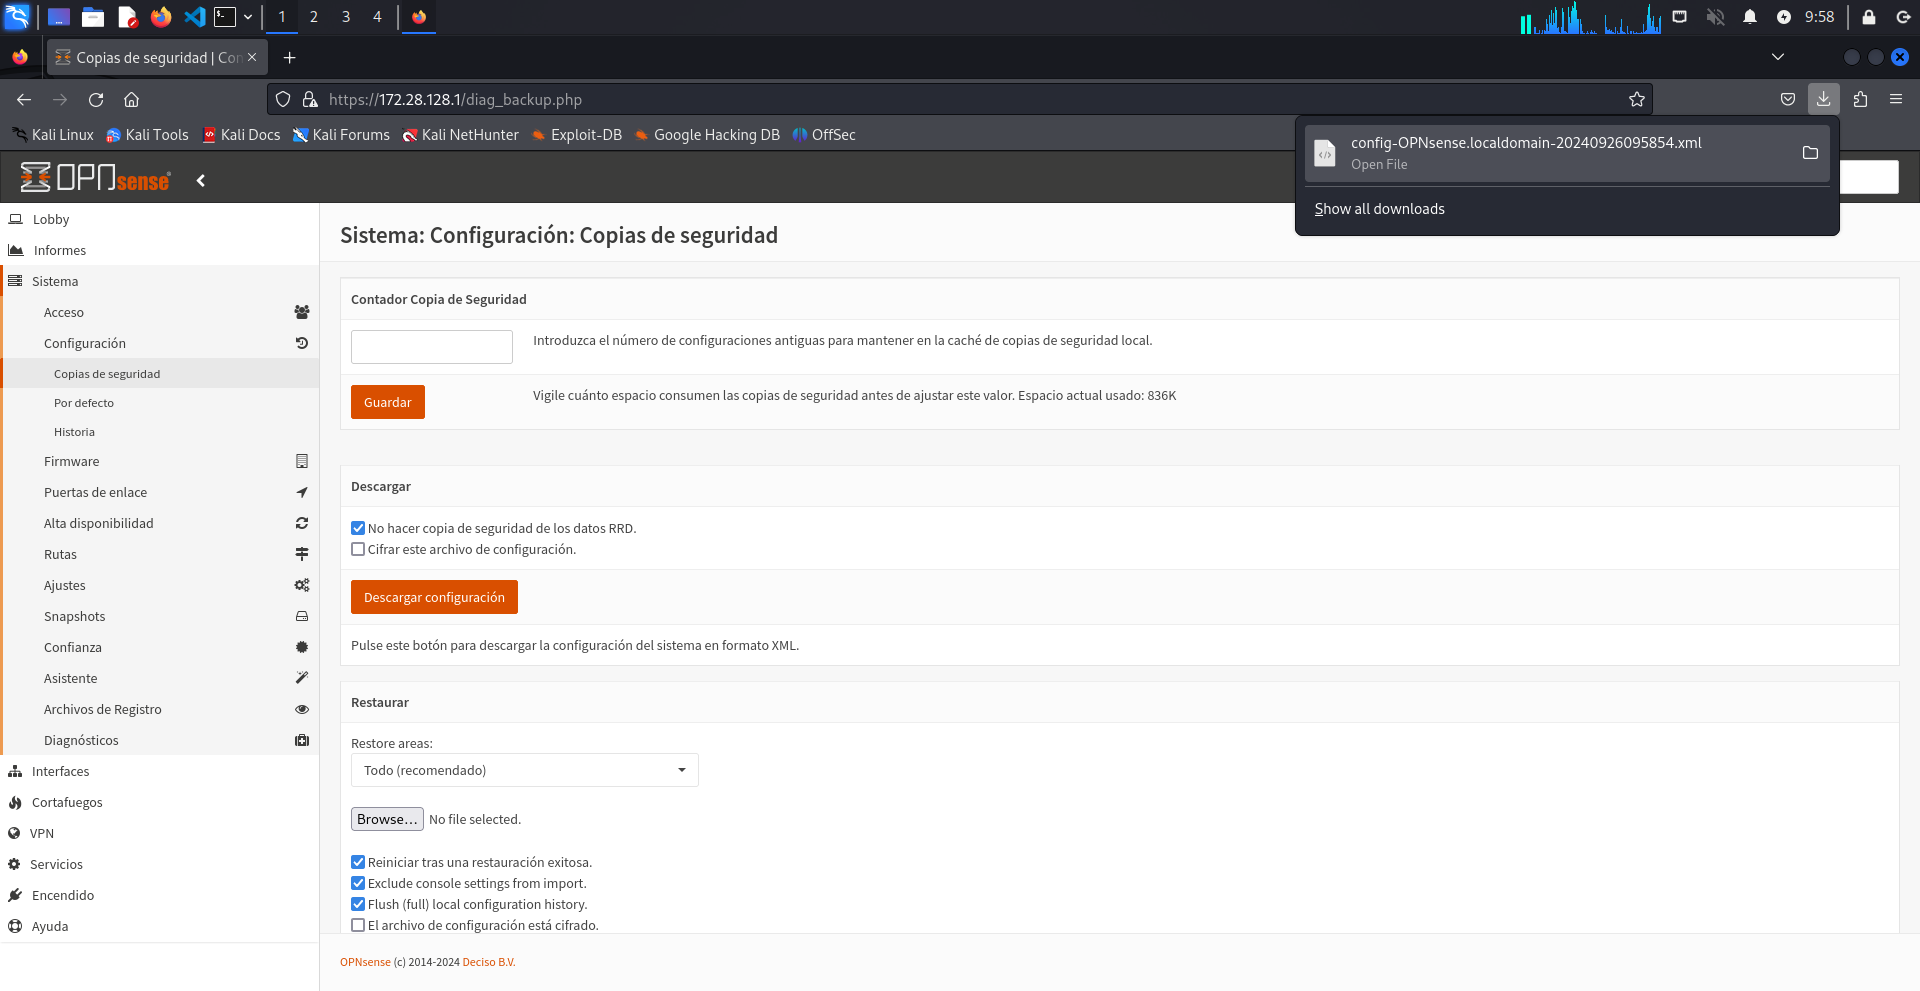 1 2 3 4
9:58
Copias de seguridad | Con
https://172.28.128.1/diag_backup.php
Kali Linux Kali Tools Kali Docs Kali Forums Kali NetHunter Exploit-DB Google Hacking DB OffSec
config-OPNsense.localdomain-20240926095854.xml
Open File
Show all downloads
OPNsense
Lobby
Informes
Sistema
Acceso
Configuración
Copias de seguridad
Por defecto
Historia
Firmware
Puertas de enlace
Alta disponibilidad
Rutas
Ajustes
Snapshots
Confianza
Asistente
Archivos de Registro
Diagnósticos
Interfaces
Cortafuegos
VPN
Servicios
Encendido
Ayuda
Sistema: Configuración: Copias de seguridad
Contador Copia de Seguridad
Introduzca el número de configuraciones antiguas para mantener en la caché de copias de seguridad local.
Guardar
Vigile cuánto espacio consumen las copias de seguridad antes de ajustar este valor. Espacio actual usado: 836K
Descargar
No hacer copia de seguridad de los datos RRD.
Cifrar este archivo de configuración.
Descargar configuración
Pulse este botón para descargar la configuración del sistema en formato XML.
Restaurar
Restore areas:
Todo (recomendado)
Browse... No file selected.
Reiniciar tras una restauración exitosa.
Exclude console settings from import.
Flush (full) local configuration history.
El archivo de configuración está cifrado.
OPNsense (c) 2014-2024 Deciso B.V.